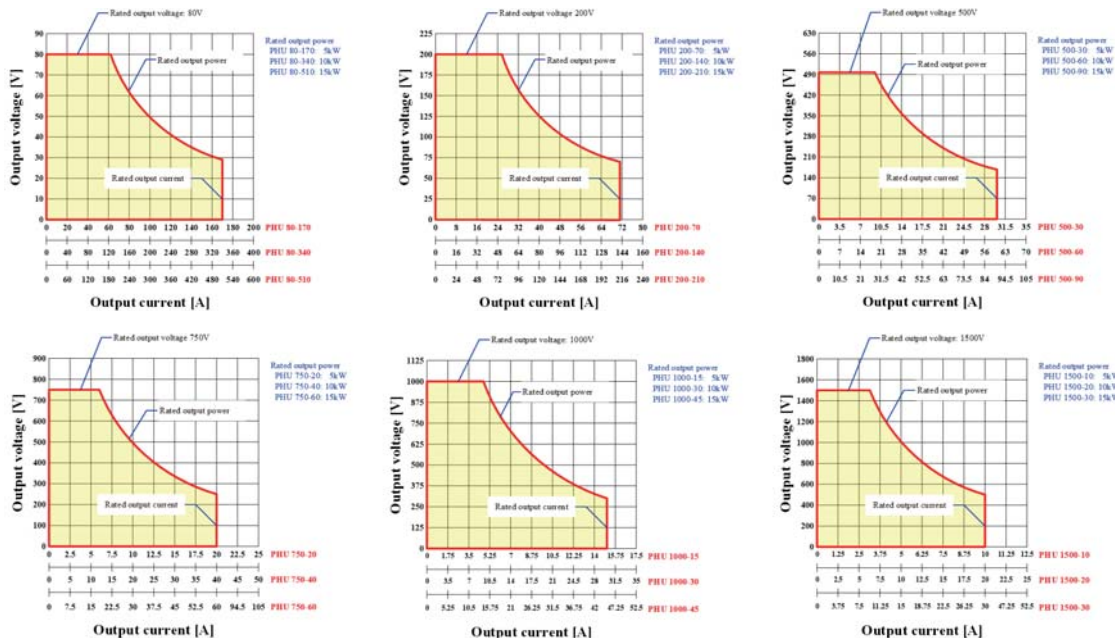 Rated output voltage: 80V
Rated output power
PHU 80-170: 5kW
PHU 80-340: 10kW
PHU 80-510: 15kW
Output voltage [V]
90
80
70
60
50
40
30
20
10
0
Rated output power
Rated output current
0 20 40 60 80 100 120 140 160 180 200 PHU 80-170
0 40 80 120 160 200 240 280 320 360 400 PHU 80-340
0 60 120 180 240 300 360 420 480 540 600 PHU 80-510
Output current [A]
Rated output voltage 200V
Rated output power
PHU 200-70: 5kW
PHU 200-140: 10kW
PHU 200-210: 15kW
Output voltage [V]
225
200
175
150
125
100
75
50
25
0
Rated output power
Rated output current
0 8 16 24 32 40 48 56 64 72 80 PHU 200-70
0 16 32 48 64 80 96 112 128 144 160 PHU 200-140
0 24 48 72 96 120 144 168 192 216 240 PHU 200-210
Output current [A]
Rated output voltage 500V
Rated output power
PHU 500-30: 5kW
PHU 500-60: 10kW
PHU 500-90: 15kW
Output voltage [V]
630
560
490
420
350
280
210
140
70
0
Rated output power
Rated output current
0 3.5 7 10.5 14 17.5 21 24.5 28 31.5 35 PHU 500-30
0 7 14 21 28 35 42 49 56 63 70 PHU 500-60
0 10.5 21 31.5 42 52.5 63 73.5 84 94.5 105 PHU 500-90
Output current [A]
Rated output voltage 750V
Rated output power
PHU 750-20: 5kW
PHU 750-40: 10kW
PHU 750-60: 15kW
Output voltage [V]
900
800
700
600
500
400
300
200
100
0
Rated output power
Rated output current
0 2.5 5 7.5 10 12.5 15 17.5 20 22.5 25 PHU 750-20
0 5 10 15 20 25 30 35 40 45 50 PHU 750-40
0 7.5 15 22.5 30 37.5 45 52.5 60 94.5 105 PHU 750-60
Output current [A]
Rated output voltage: 1000V
Rated output power
PHU 1000-15: 5kW
PHU 1000-30: 10kW
PHU 1000-45: 15kW
Output voltage [V]
1125
1000
875
750
625
500
375
250
125
0
Rated output power
Rated output current
0 1.75 3.5 5.25 7 8.75 10.5 12.25 14 15.75 17.5 PHU 1000-15
0 3.5 7 10.5 14 17.5 21 24.5 28 31.5 35 PHU 1000-30
0 5.25 10.5 15.75 21 26.25 31.5 36.75 42 47.25 52.5 PHU 1000-45
Output current [A]
Rated output voltage: 1500V
Rated output power
PHU 1500-10: 5kW
PHU 1500-20: 10kW
PHU 1500-30: 15kW
Output voltage [V]
1800
1600
1400
1200
1000
800
600
400
200
0
Rated output power
Rated output current
0 1.25 2.5 3.75 5 6.25 7.5 8.75 10 11.25 12.5 PHU 1500-10
0 2.5 5 7.5 10 12.5 15 17.5 20 22.5 25 PHU 1500-20
0 3.75 7.5 11.25 15 18.75 22.5 26.25 30 47.25 52.5 PHU 1500-30
Output current [A]